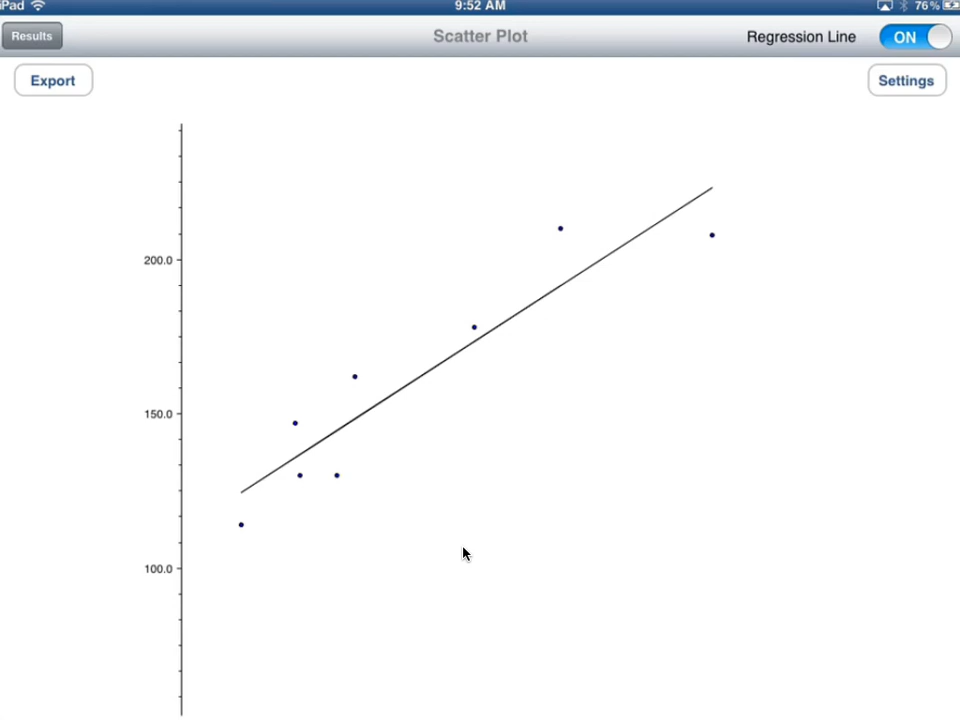 iPad 9:52 AM 76%
Results Scatter Plot Regression Line ON
Export Settings
200.0
150.0
100.0